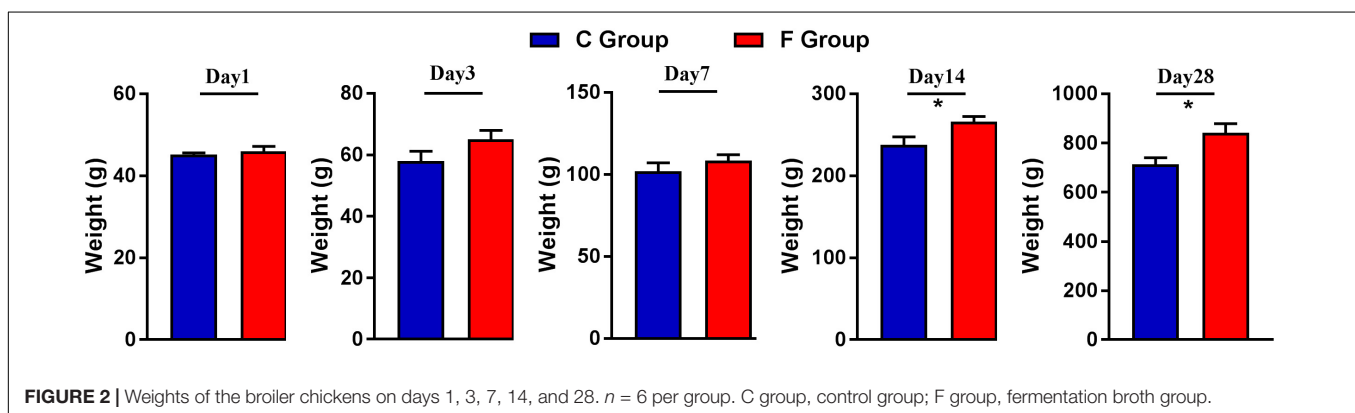 C Group F Group
Day1
Weight (g)
60
40
20
0
Day3
Weight (g)
80
60
40
20
0
Day7
Weight (g)
150
100
50
0
Day14
*
Weight (g)
300
200
100
0
Day28
*
Weight (g)
1000
800
600
400
200
0
FIGURE 2 | Weights of the broiler chickens on days 1, 3, 7, 14, and 28. n = 6 per group. C group, control group; F group, fermentation broth group.